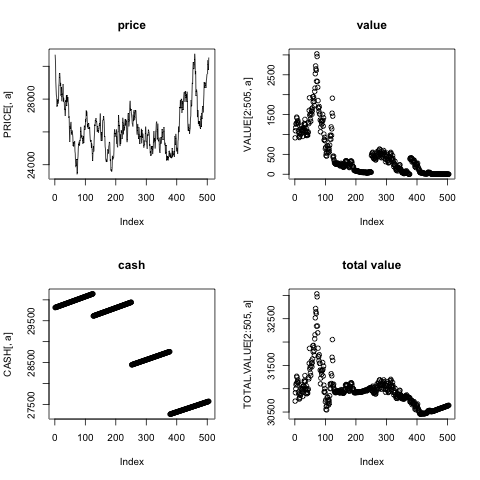 price
PRICE[, a]
24000 28000
0 100 200 300 400 500
Index
value
VALUE[2:505, a]
0 500 1500 2500
0 100 200 300 400 500
Index
cash
CASH[, a]
27500 28500 29500
0 100 200 300 400 500
Index
total value
TOTAL.VALUE[2:505, a]
30500 31500 32500
0 100 200 300 400 500
Index